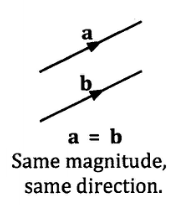 a
b
a = b
Same magnitude,
same direction.